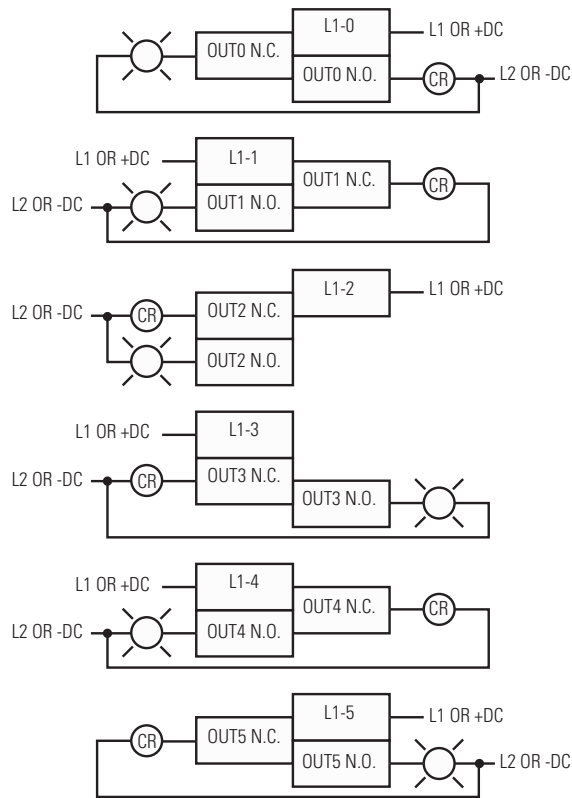 L1-0 L1 OR +DC
OUT0 N.C.
OUT0 N.O. CR L2 OR -DC
L1 OR +DC L1-1
OUT1 N.C. CR
L2 OR -DC OUT1 N.O.
L1-2 L1 OR +DC
L2 OR -DC CR OUT2 N.C.
OUT2 N.O.
L1 OR +DC L1-3
L2 OR -DC CR OUT3 N.C.
OUT3 N.O.
L1 OR +DC L1-4
OUT4 N.C. CR
L2 OR -DC OUT4 N.O.
L1-5 L1 OR +DC
CR OUT5 N.C.
OUT5 N.O. L2 OR -DC